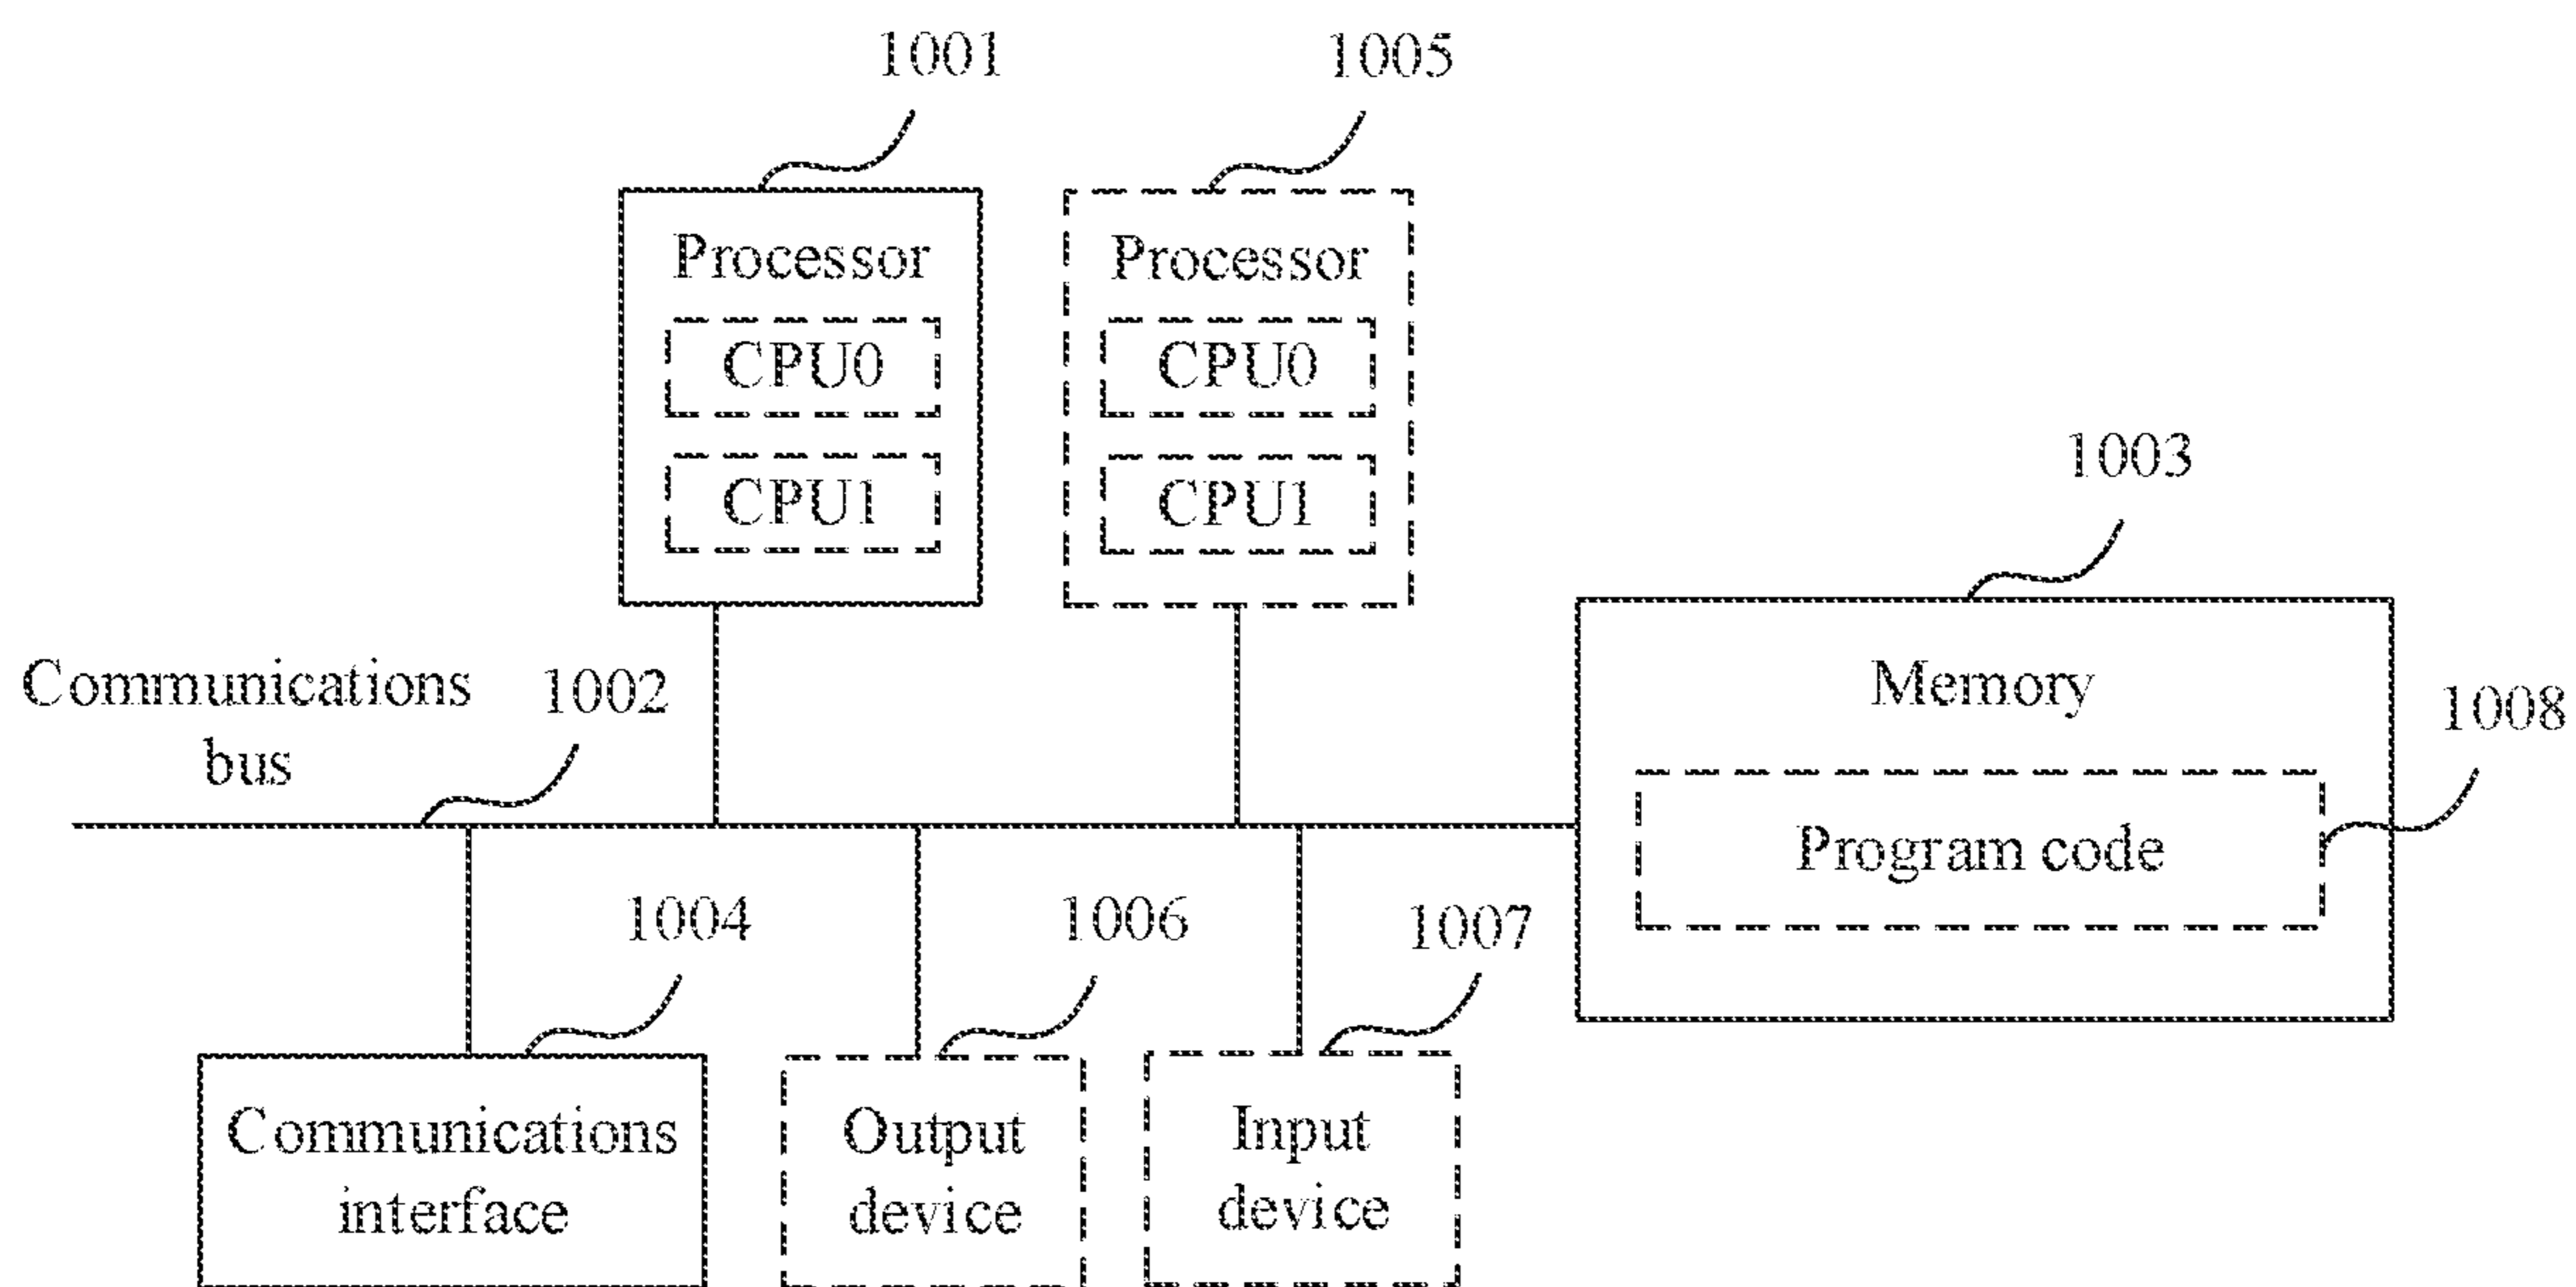 1001
1005
Processor
CPU0
CPU1
Processor
CPU0
CPU1
1003
Communications
bus
1002
Memory
1008
Program code
1004
1006
1007
Communications
interface
Output
device
Input
device